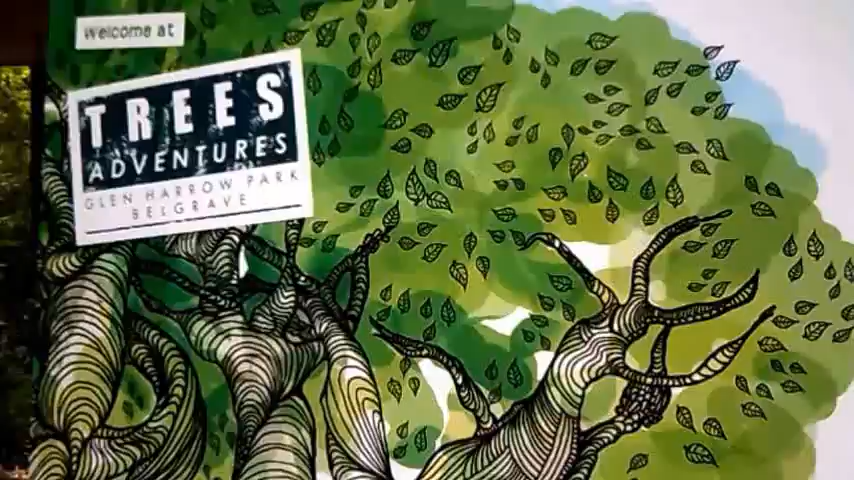 Welcome at
TREES
ADVENTURES
GLEN HARROW PARK
BELGRAVE